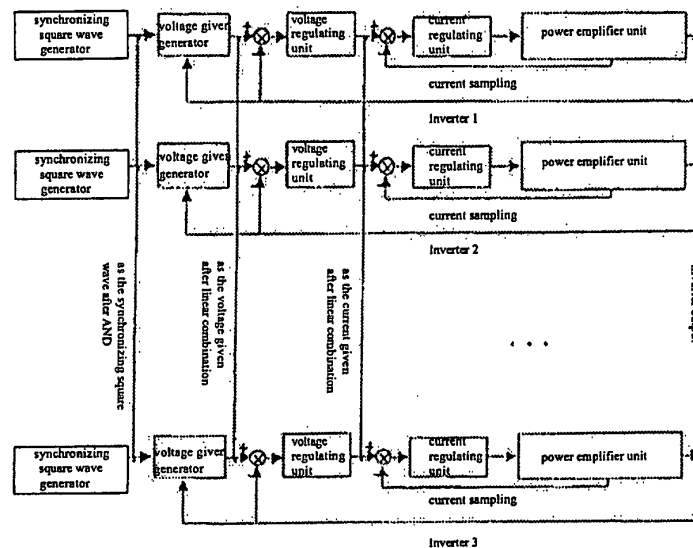 synchronizing
square wave
generator
voltage given
generator
voltage
regulating
unit
current
regulating
unit
power emplifier unit
current sampling
Inverter 1
synchronizing
square wave
generator
voltage given
generator
voltage
regulating
unit
current
regulating
unit
power emplifier unit
current sampling
Inverter 2
as the synchronizing square
wave after AND
as the voltage given
after linear combination
as the current given
after linear combination
synchronizing
square wave
generator
voltage given
generator
voltage
regulating
unit
current
regulating
unit
power emplifier unit
current sampling
Inverter 3